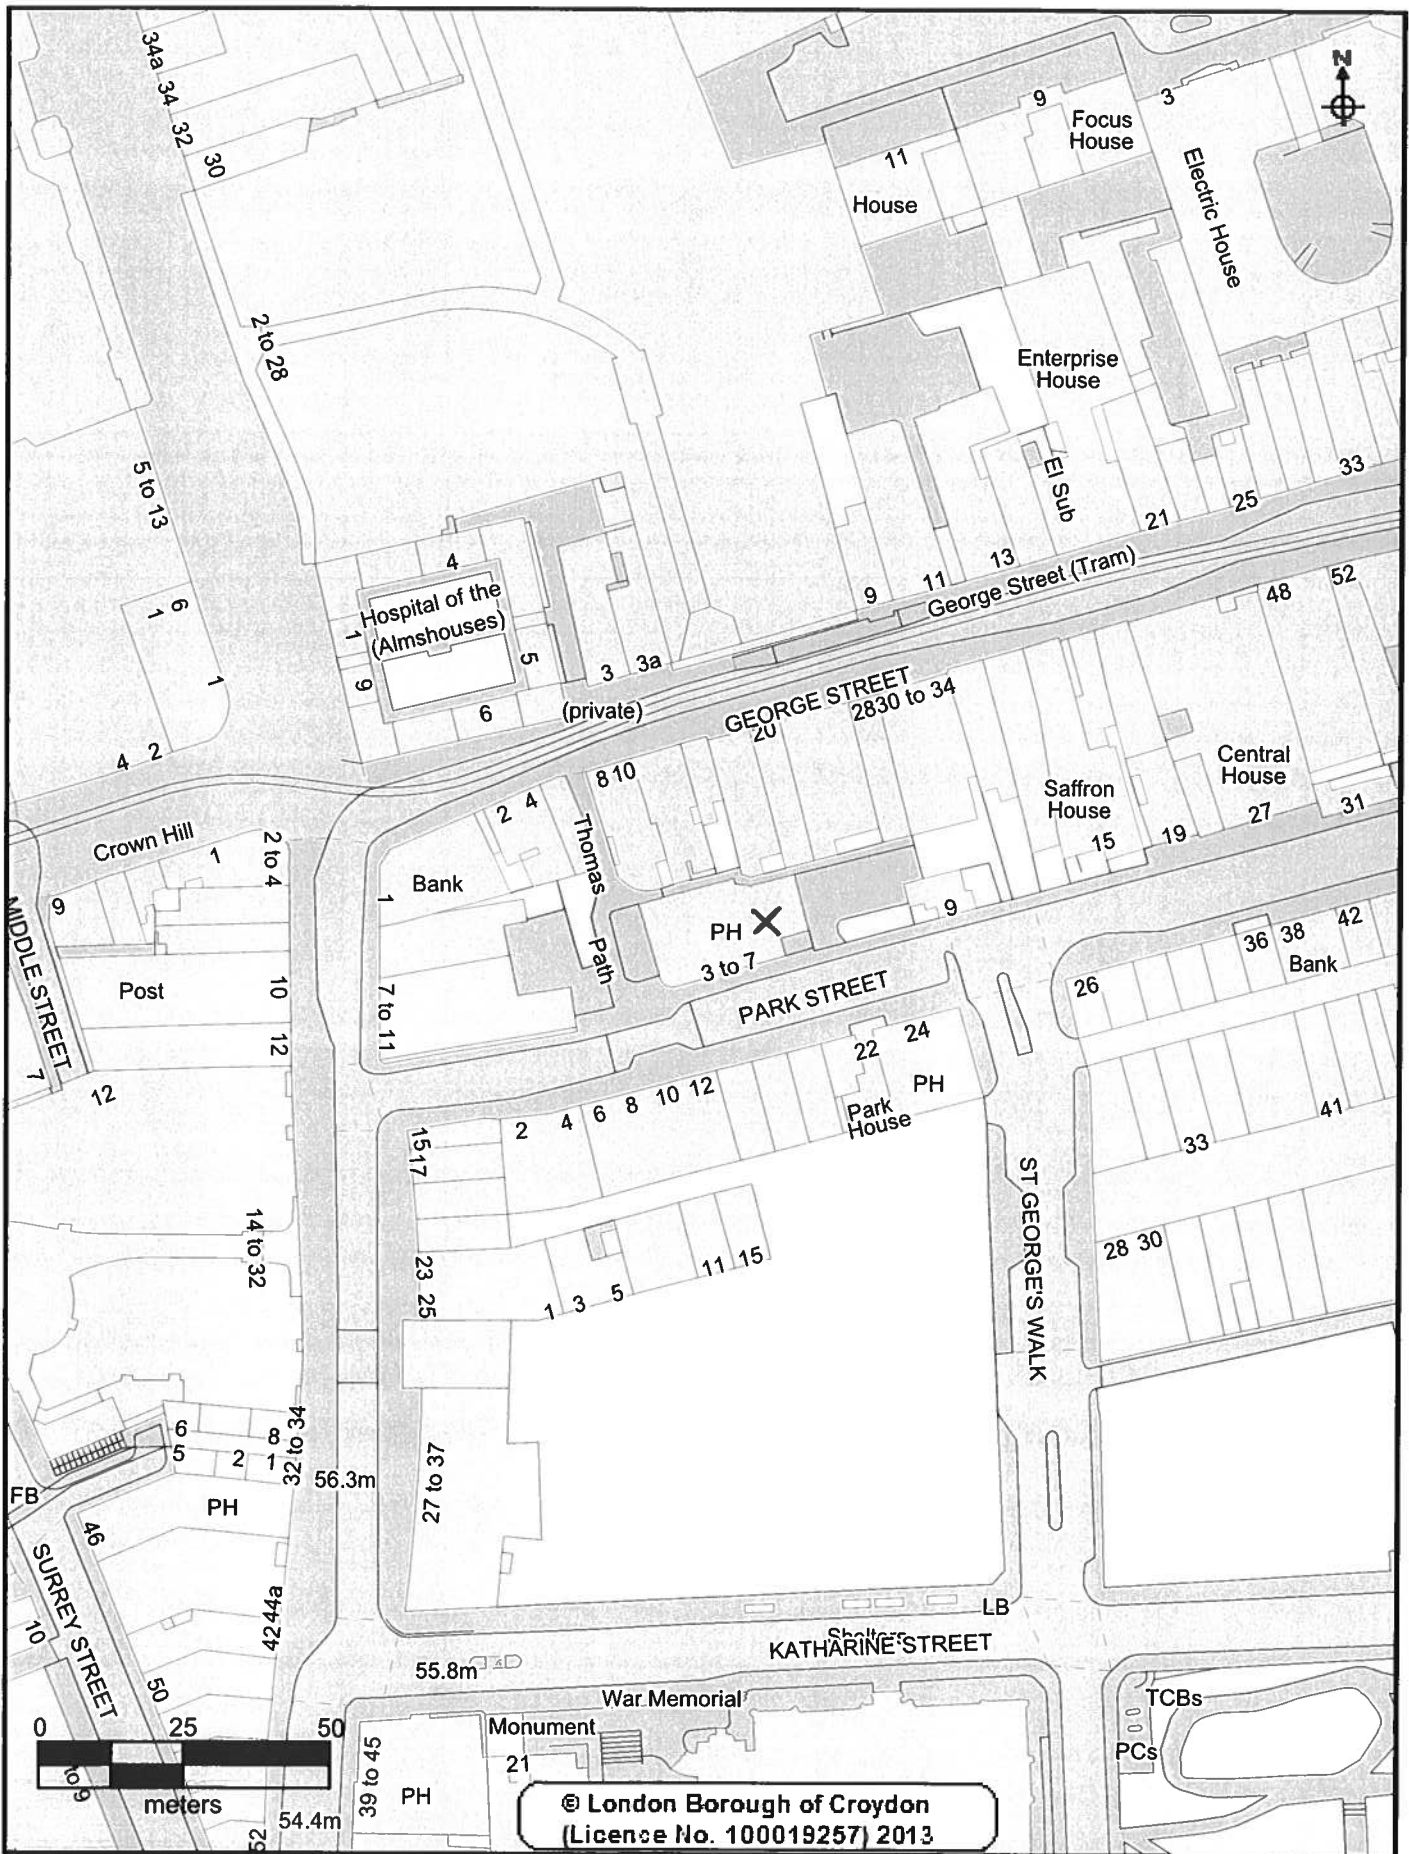 34a
34
32
30
N
9
3
Focus
House
11
House
Electric House
2 to 28
Enterprise
House
5 to 13
El Sub
33
25
21
4
Hospital of the
(Almshouses)
1
9
5
6
13
11
9
George Street (Tram)
52
48
6
1
1
3
3a
(private)
GEORGE STREET
2830 to 34
20
4
2
8
10
Central
House
Saffron
House
31
27
19
15
2
4
Thomas
Path
Crown Hill
1
2 to 4
Bank
1
9
9
PH
3 to 7
MIDDLE STREET
Post
10
12
7 to 11
PARK STREET
42
38
36
Bank
26
7
12
22
24
PH
Park
House
12
10
8
6
4
2
15
17
41
33
ST GEORGE'S WALK
14 to 32
28
30
23
25
1
3
5
11
15
6
5
8
2
1
32 to 34
56.3m
27 to 37
FB
PH
46
SURREY STREET
4244a
10
50
LB
Shelters
KATHARINE STREET
55.8m
War Memorial
Monument
21
TCBs
PCs
0
25
50
meters
to 9
54.4m
52
39 to 45
PH
© London Borough of Croydon
(Licence No. 100019257) 2013